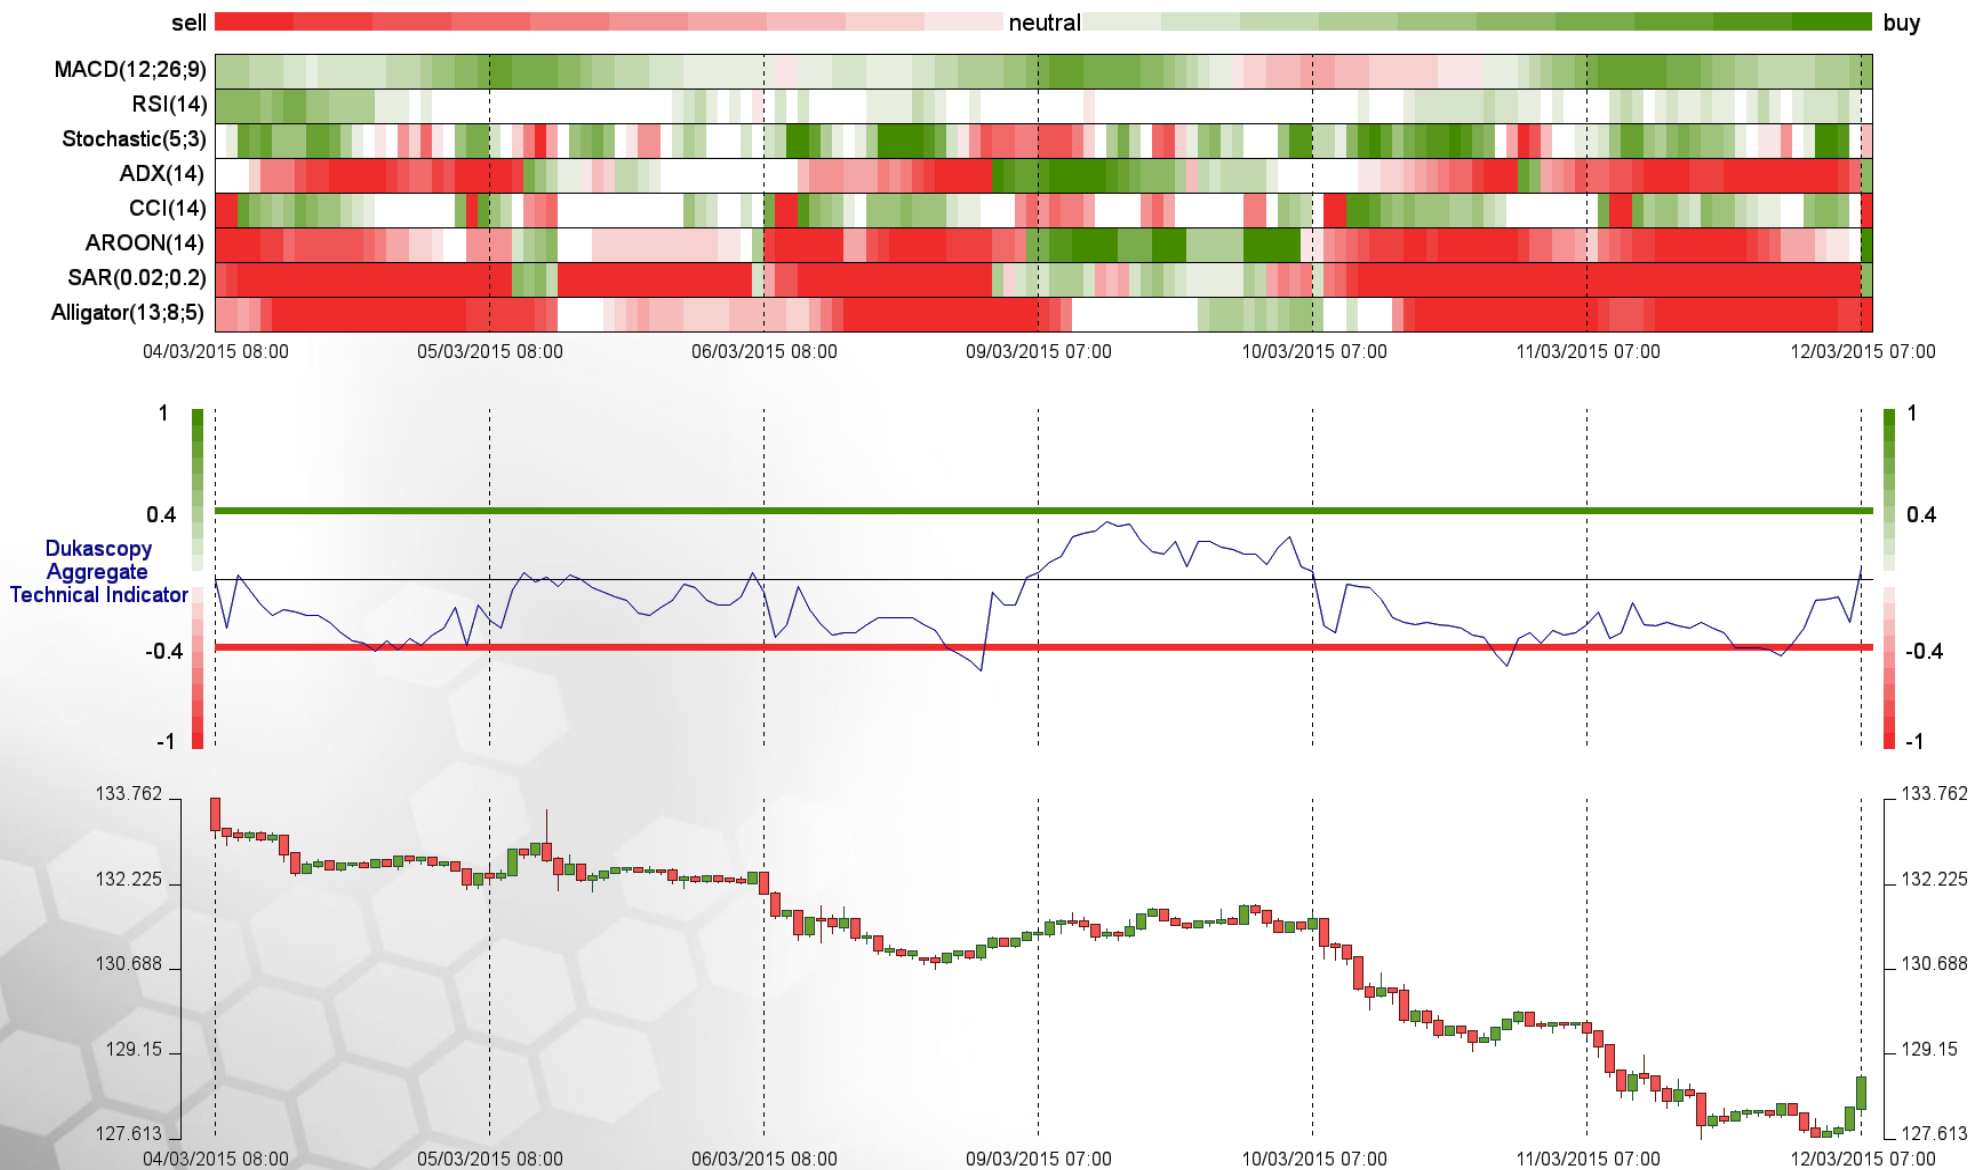 sell neutral buy
MACD(12;26;9)
RSI(14)
Stochastic(5;3)
ADX(14)
CCI(14)
AROON(14)
SAR(0.02;0.2)
Alligator(13;8;5)
04/03/2015 08:00 05/03/2015 08:00 06/03/2015 08:00 09/03/2015 07:00 10/03/2015 07:00 11/03/2015 07:00 12/03/2015 07:00
1 1
0.4 0.4
Dukascopy
Aggregate
Technical Indicator
-0.4 -0.4
-1 -1
133.762 133.762
132.225 132.225
130.688 130.688
129.15 129.15
127.613 127.613
04/03/2015 08:00 05/03/2015 08:00 06/03/2015 08:00 09/03/2015 07:00 10/03/2015 07:00 11/03/2015 07:00 12/03/2015 07:00